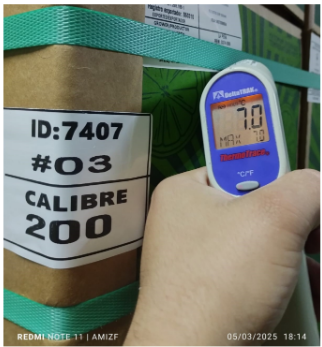 ID:7407
#03
CALIBRE
200
DeltaTRAK
7.0
MAX 7.0
°C/°F
REDMI NOTE 11 | AMIZF
05/03/2025 18:14